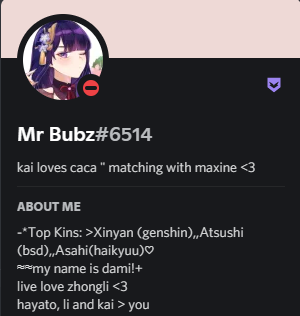 Mr Bubz#6514
kai loves caca " matching with maxine <3
ABOUT ME
-*Top Kins: >Xinyan (genshin),,Atsushi
(bsd),,Asahi(haikyuu)♡
≈≈my name is dami!+
live love zhongli <3
hayato, li and kai > you